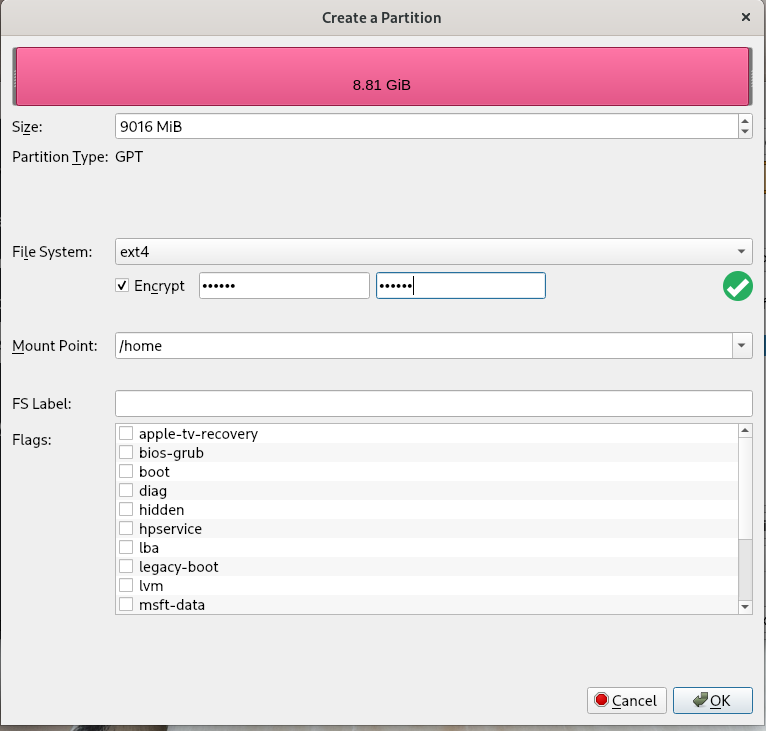 Create a Partition
8.81 GiB
Size: 9016 MiB
Partition Type: GPT
File System: ext4
Encrypt •••••• ••••••
Mount Point: /home
FS Label:
Flags:
apple-tv-recovery
bios-grub
boot
diag
hidden
hpservice
lba
legacy-boot
lvm
msft-data
Cancel OK